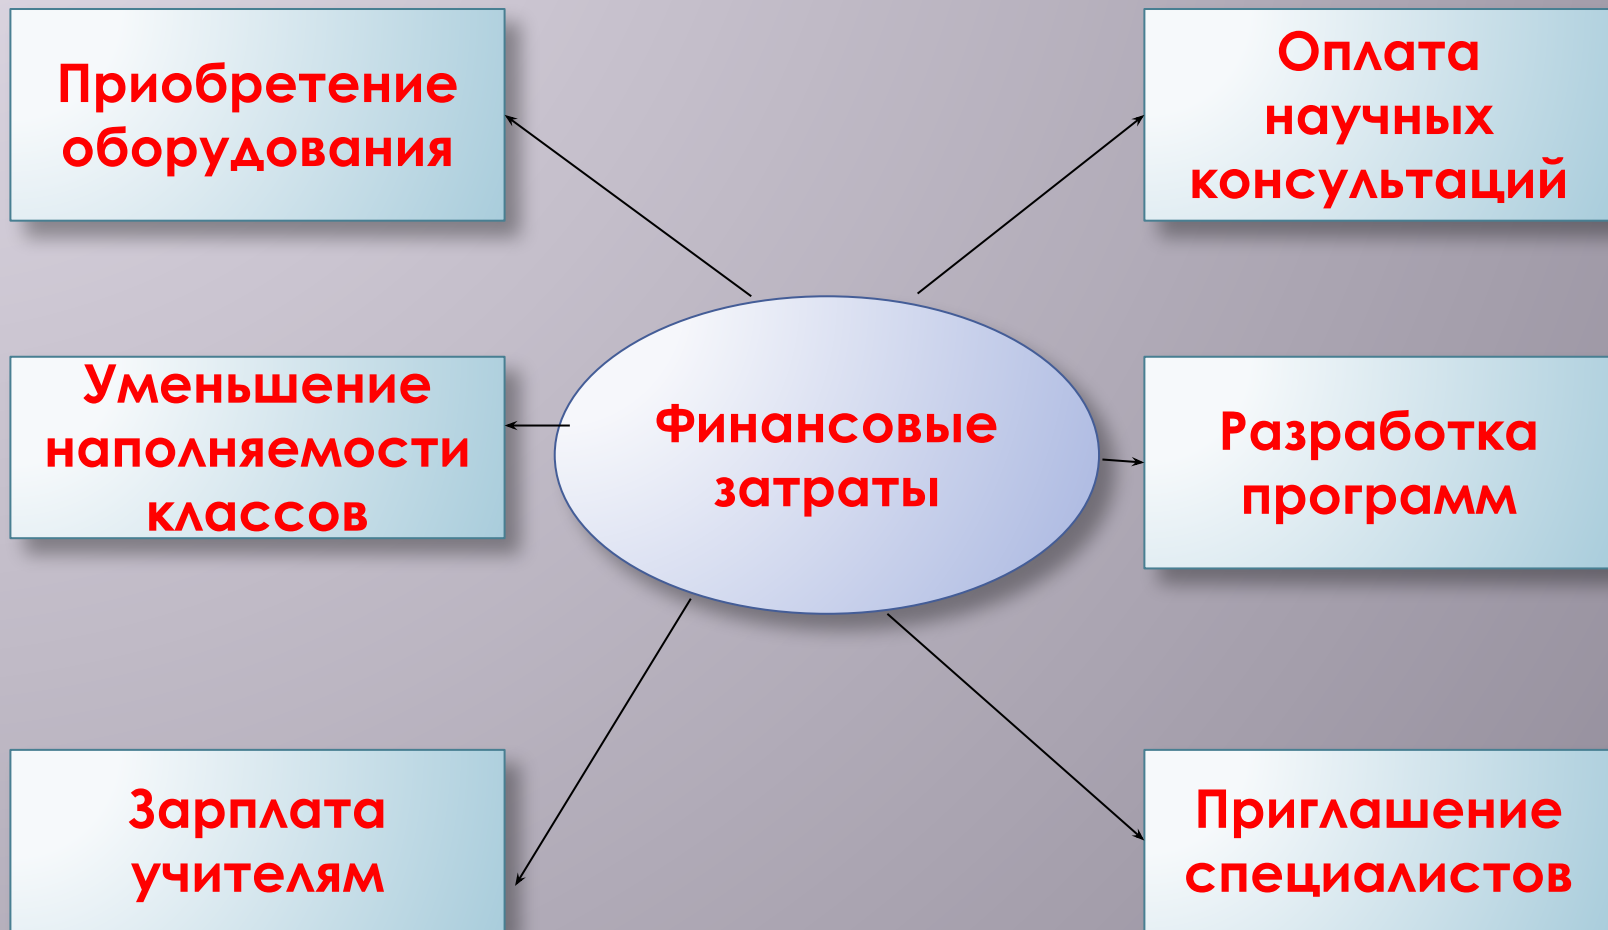 Приобретение
оборудования
Оплата
научных
консультаций
Уменьшение
наполняемости
классов
Финансовые
затраты
Разработка
программ
Зарплата
учителям
Приглашение
специалистов